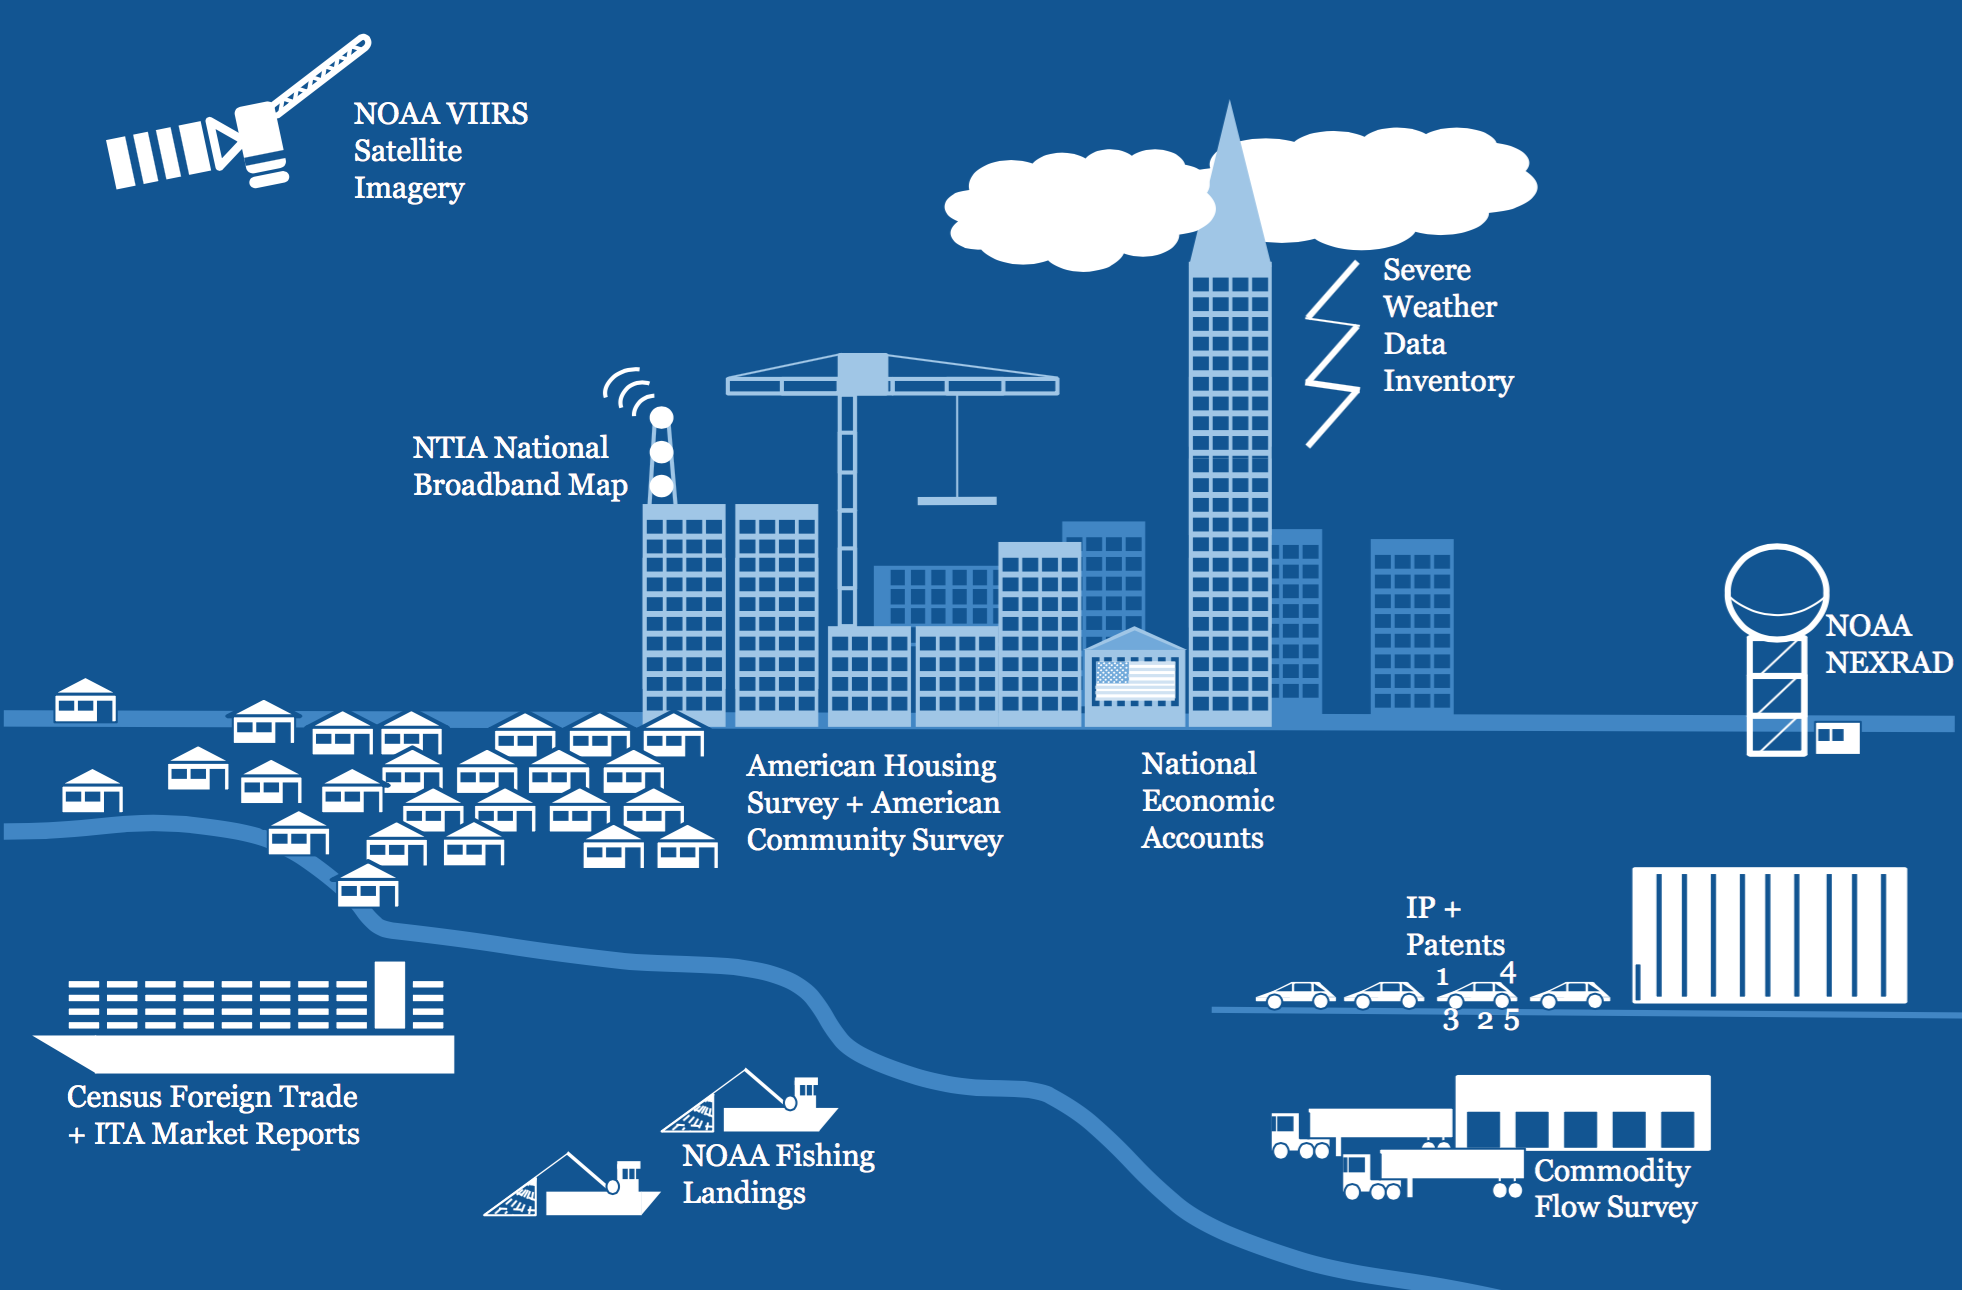 NOAA VIIRS
Satellite
Imagery
Severe
Weather
Data
Inventory
NTIA National
Broadband Map
NOAA
NEXRAD
American Housing
Survey + American
Community Survey
National
Economic
Accounts
IP +
Patents
1 4
3 2 5
Census Foreign Trade
+ ITA Market Reports
NOAA Fishing
Landings
Commodity
Flow Survey